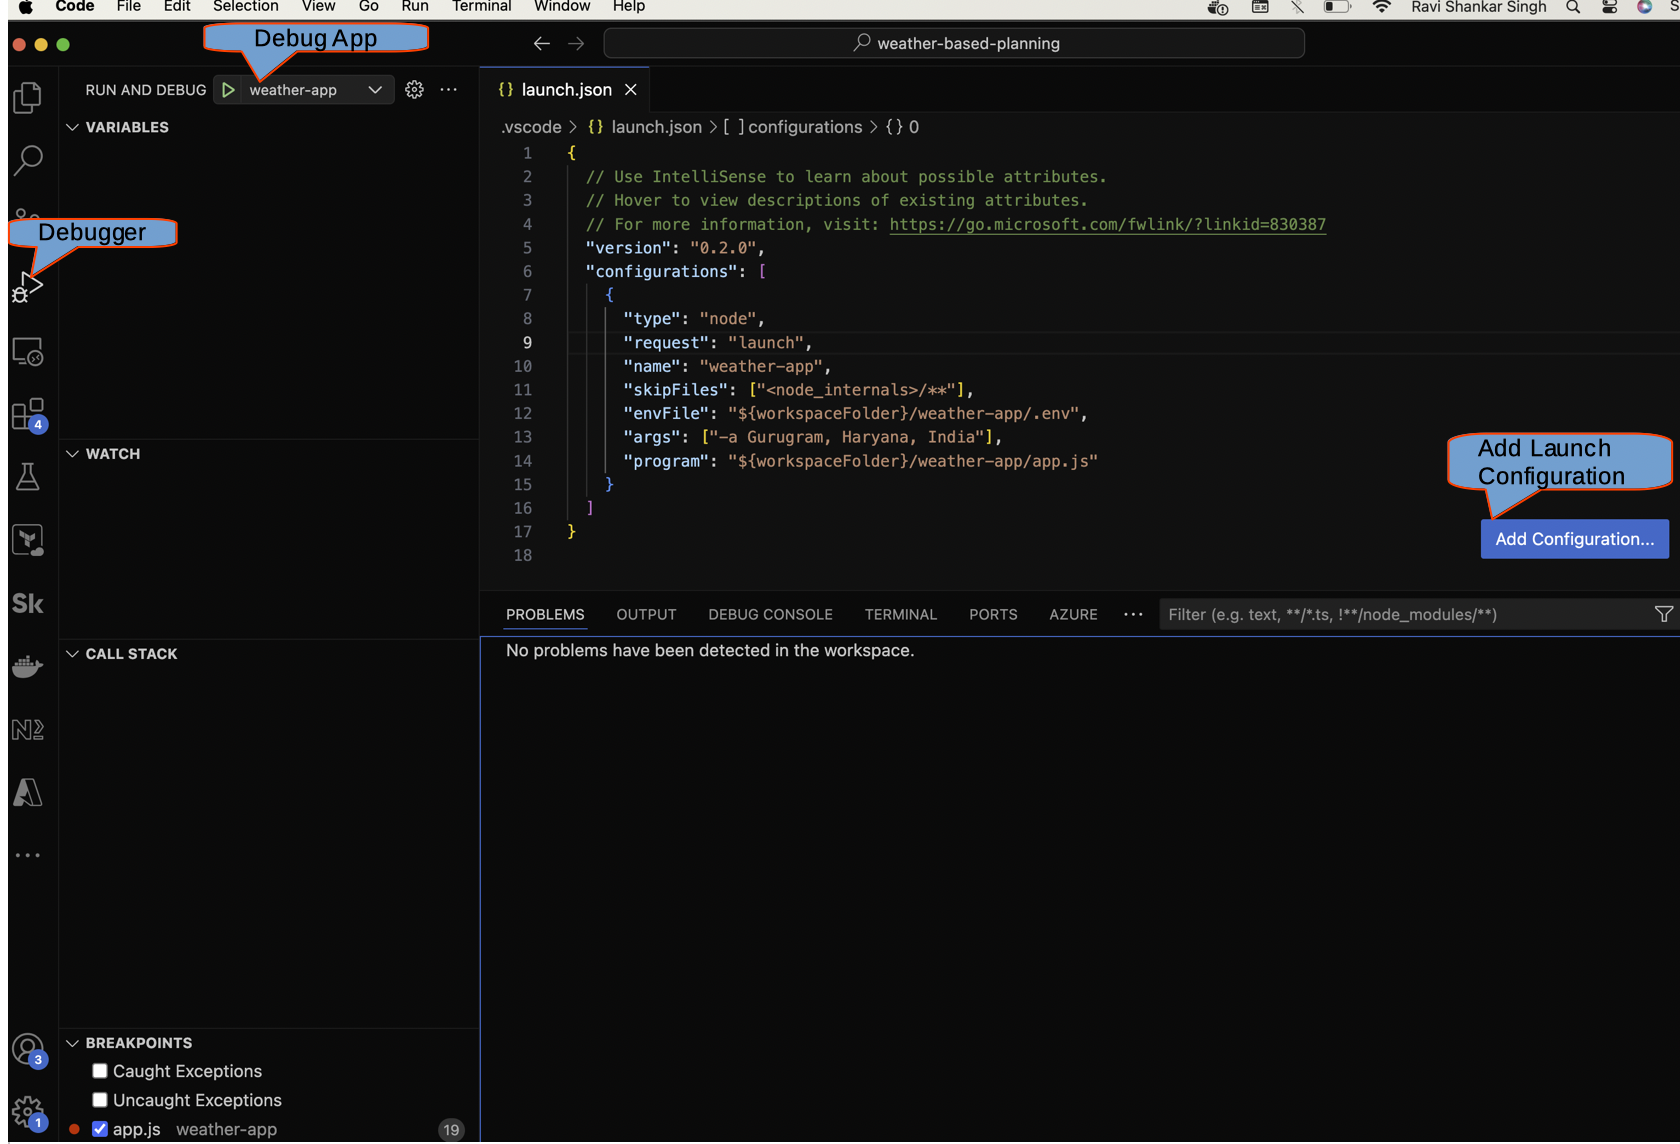 Code File Edit Selection View Go Run Terminal Window Help Ravi Shankar Singh
Debug App
weather-based-planning
RUN AND DEBUG weather-app
launch.json
VARIABLES
.vscode > {} launch.json > [ ] configurations > {} 0
1 {
2 // Use IntelliSense to learn about possible attributes.
3 // Hover to view descriptions of existing attributes.
4 // For more information, visit: https://go.microsoft.com/fwlink/?linkid=830387
Debugger
5 "version": "0.2.0",
6 "configurations": [
7 {
8 "type": "node",
9 "request": "launch",
10 "name": "weather-app",
11 "skipFiles": ["<node_internals>/**"],
12 "envFile": "${workspaceFolder}/weather-app/.env",
13 "args": ["-a Gurugram, Haryana, India"],
14 "program": "${workspaceFolder}/weather-app/app.js"
15 }
16 ]
17 }
18
4
WATCH
Add Launch
Configuration
Add Configuration...
Sk
PROBLEMS OUTPUT DEBUG CONSOLE TERMINAL PORTS AZURE ... Filter (e.g. text, **/*.ts, !**/node_modules/**)
No problems have been detected in the workspace.
CALL STACK
BREAKPOINTS
3
Caught Exceptions
Uncaught Exceptions
1
app.js weather-app 19